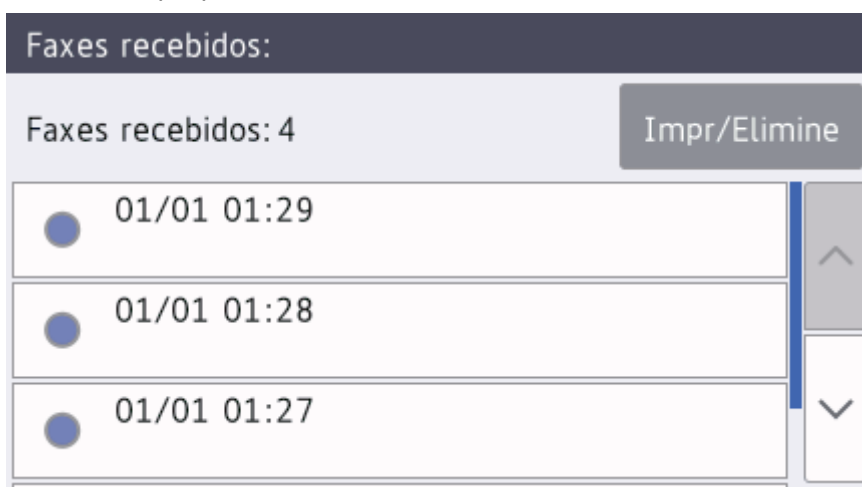 Faxes recebidos:
Faxes recebidos: 4
Impr/Elimine
01/01 01:29
01/01 01:28
01/01 01:27